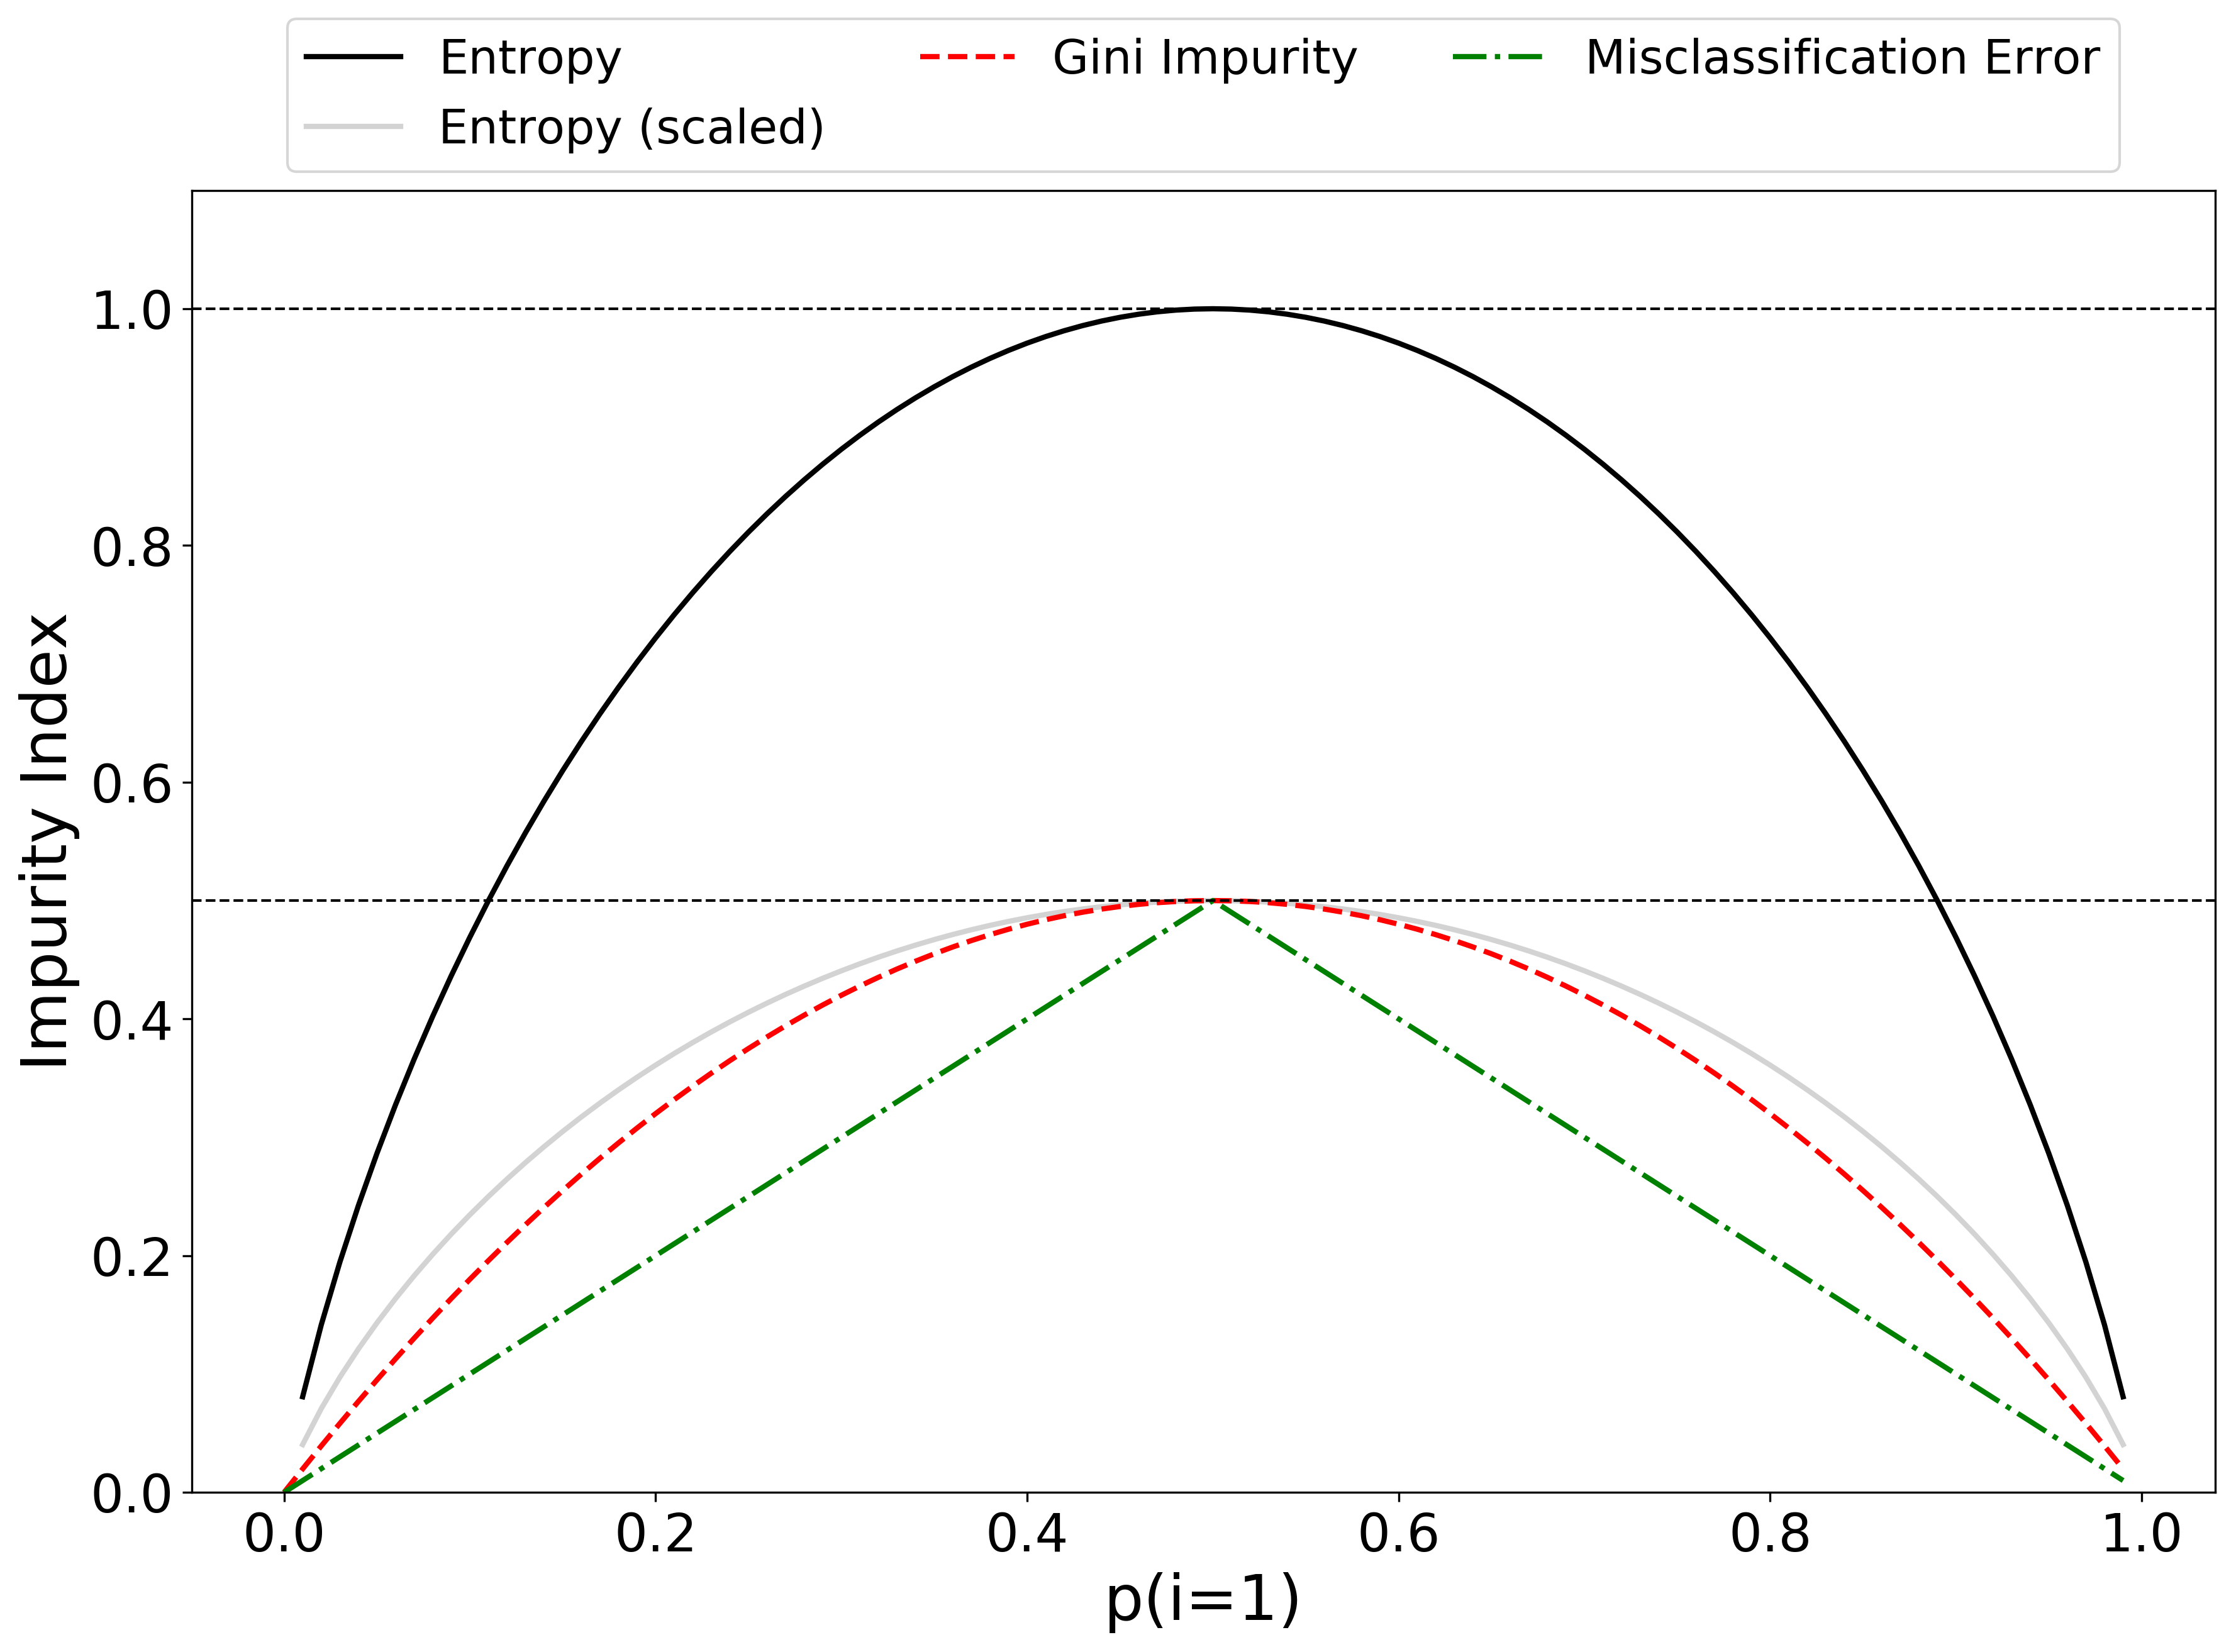 Entropy
Entropy (scaled)
Gini Impurity
Misclassification Error
Impurity Index
1.0
0.8
0.6
0.4
0.2
0.0
0.0 0.2 0.4 0.6 0.8 1.0
p(i=1)